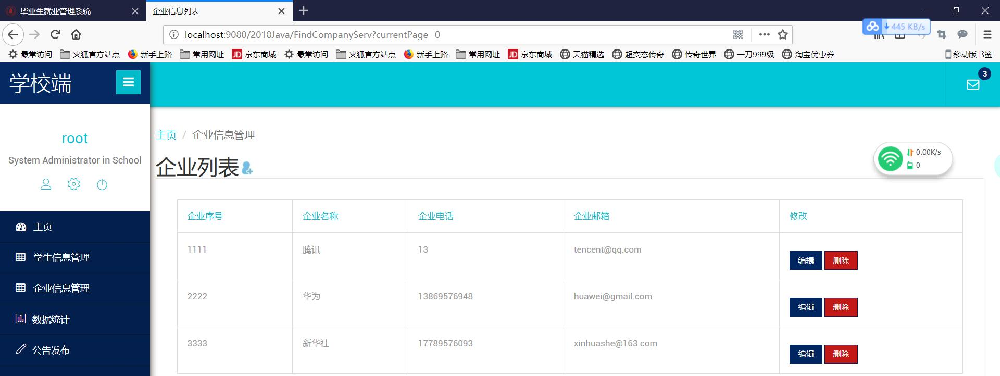 毕业生就业管理系统
企业信息列表
localhost:9080/2018Java/FindCompanyServ?currentPage=0
445 KB/s
最常访问 火狐官方站点 新手上路 常用网址 JD 京东商城 最常访问 火狐官方站点 新手上路 常用网址 JD 京东商城 天猫精选 超变态传奇 传奇世界 一刀999级 淘宝优惠券 移动版书签
学校端
3
root
System Administrator in School
主页
学生信息管理
企业信息管理
数据统计
公告发布
主页 / 企业信息管理
企业列表
0.00K/s
0
企业序号 企业名称 企业电话 企业邮箱 修改
1111 腾讯 13 tencent@qq.com 编辑 删除
2222 华为 13869576948 huawei@gmail.com 编辑 删除
3333 新华社 17789576093 xinhuashe@163.com 编辑 删除